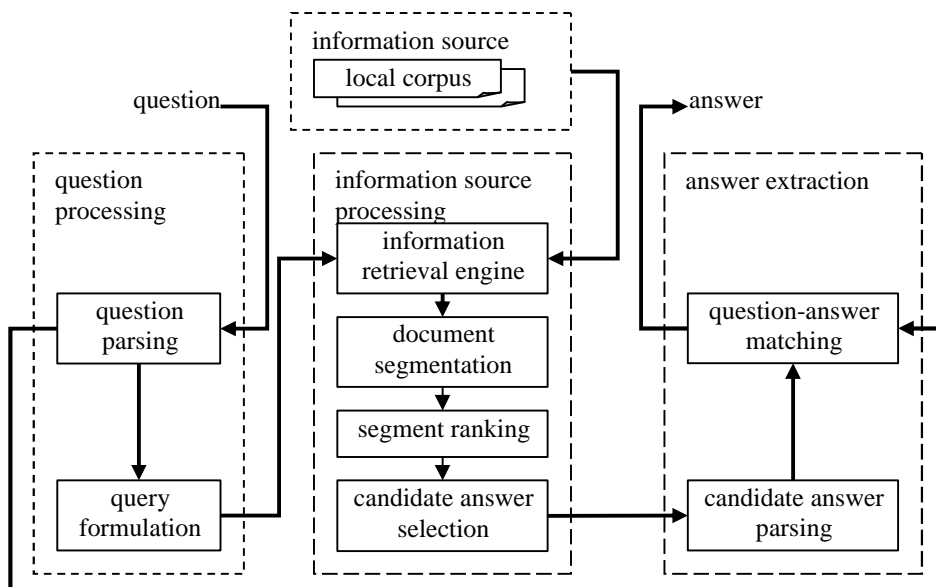 information source
local corpus
question
answer
question
processing
question
parsing
query
formulation
information source
processing
information
retrieval engine
document
segmentation
segment ranking
candidate answer
selection
answer extraction
question-answer
matching
candidate answer
parsing